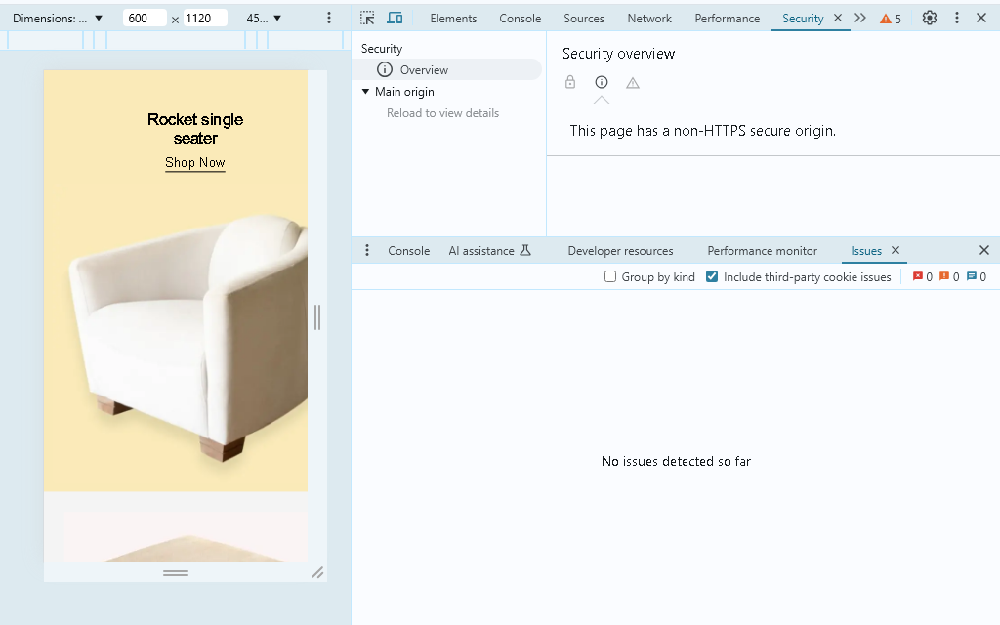 Dimensions: ... 600 × 1120 45...
Elements Console Sources Network Performance Security 5
Security
Overview
Main origin
Reload to view details
Security overview
This page has a non-HTTPS secure origin.
Rocket single
seater
Shop Now
Console AI assistance Developer resources Performance monitor Issues
Group by kind Include third-party cookie issues 0 0 0
No issues detected so far